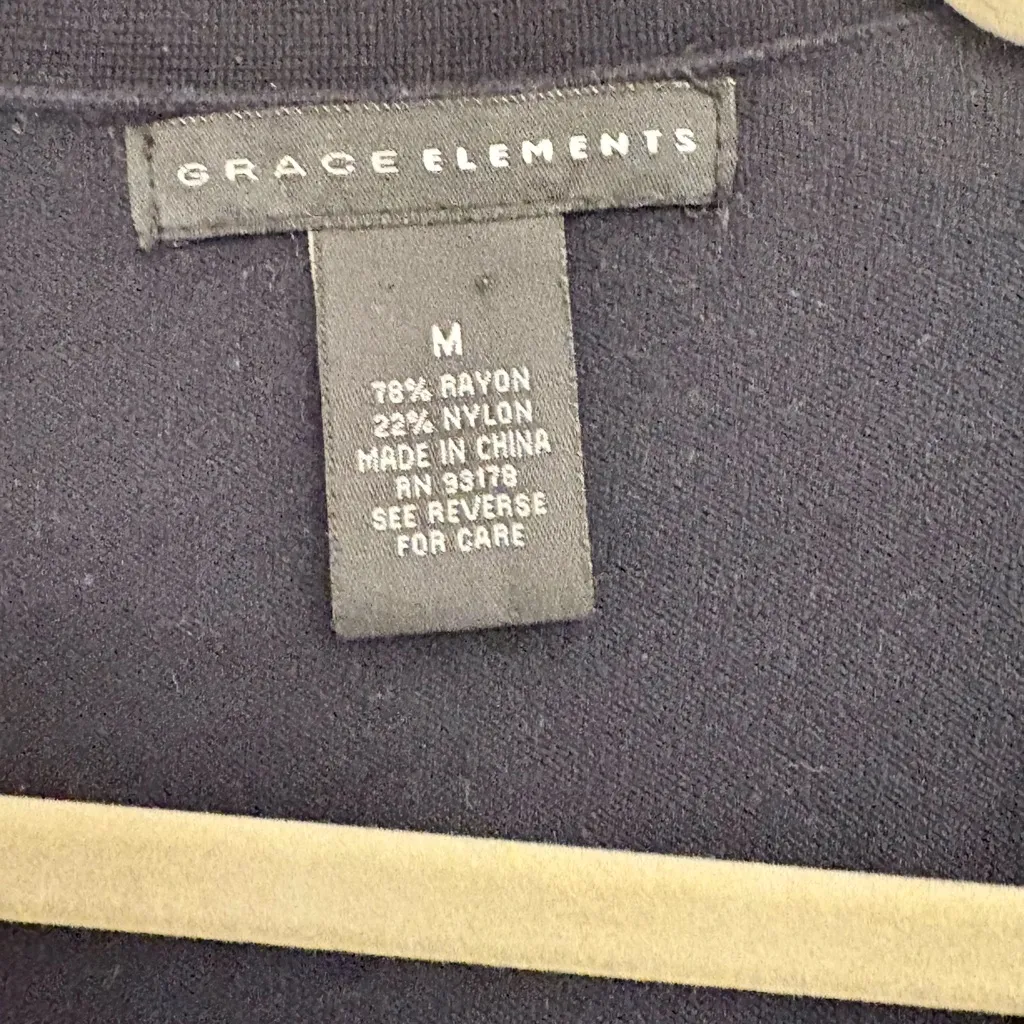 GRACE ELEMENTS
M
78% RAYON
22% NYLON
MADE IN CHINA
RN 93178
SEE REVERSE
FOR CARE